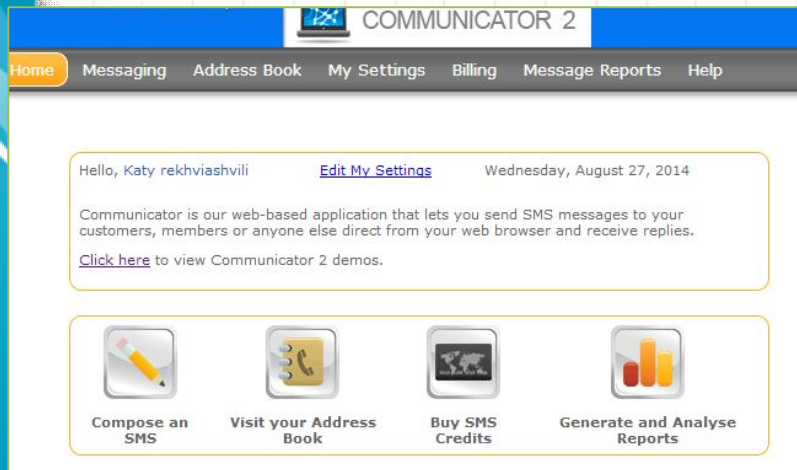 COMMUNICATOR 2
Home Messaging Address Book My Settings Billing Message Reports Help
Hello, Katy rekhviashvili Edit My Settings Wednesday, August 27, 2014
Communicator is our web-based application that lets you send SMS messages to your
customers, members or anyone else direct from your web browser and receive replies.
Click here to view Communicator 2 demos.
Compose an SMS
Visit your Address Book
Buy SMS Credits
Generate and Analyse Reports